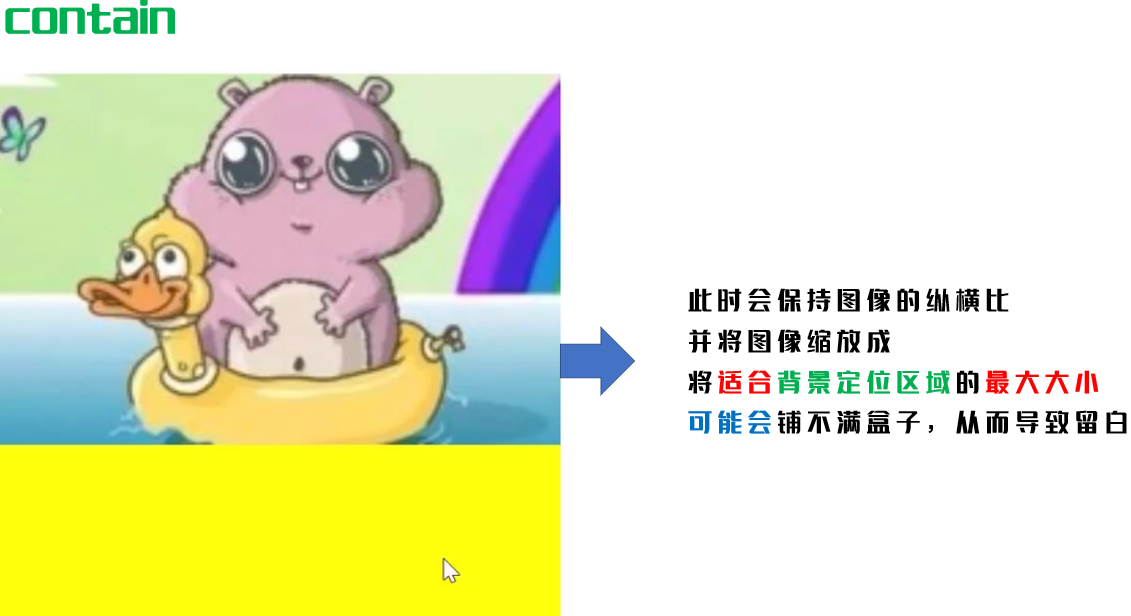 contain
此时会保持图像的纵横比
并将图像缩放成
将适合背景定位区域的最大大小
可能会铺不满盒子，从而导致留白